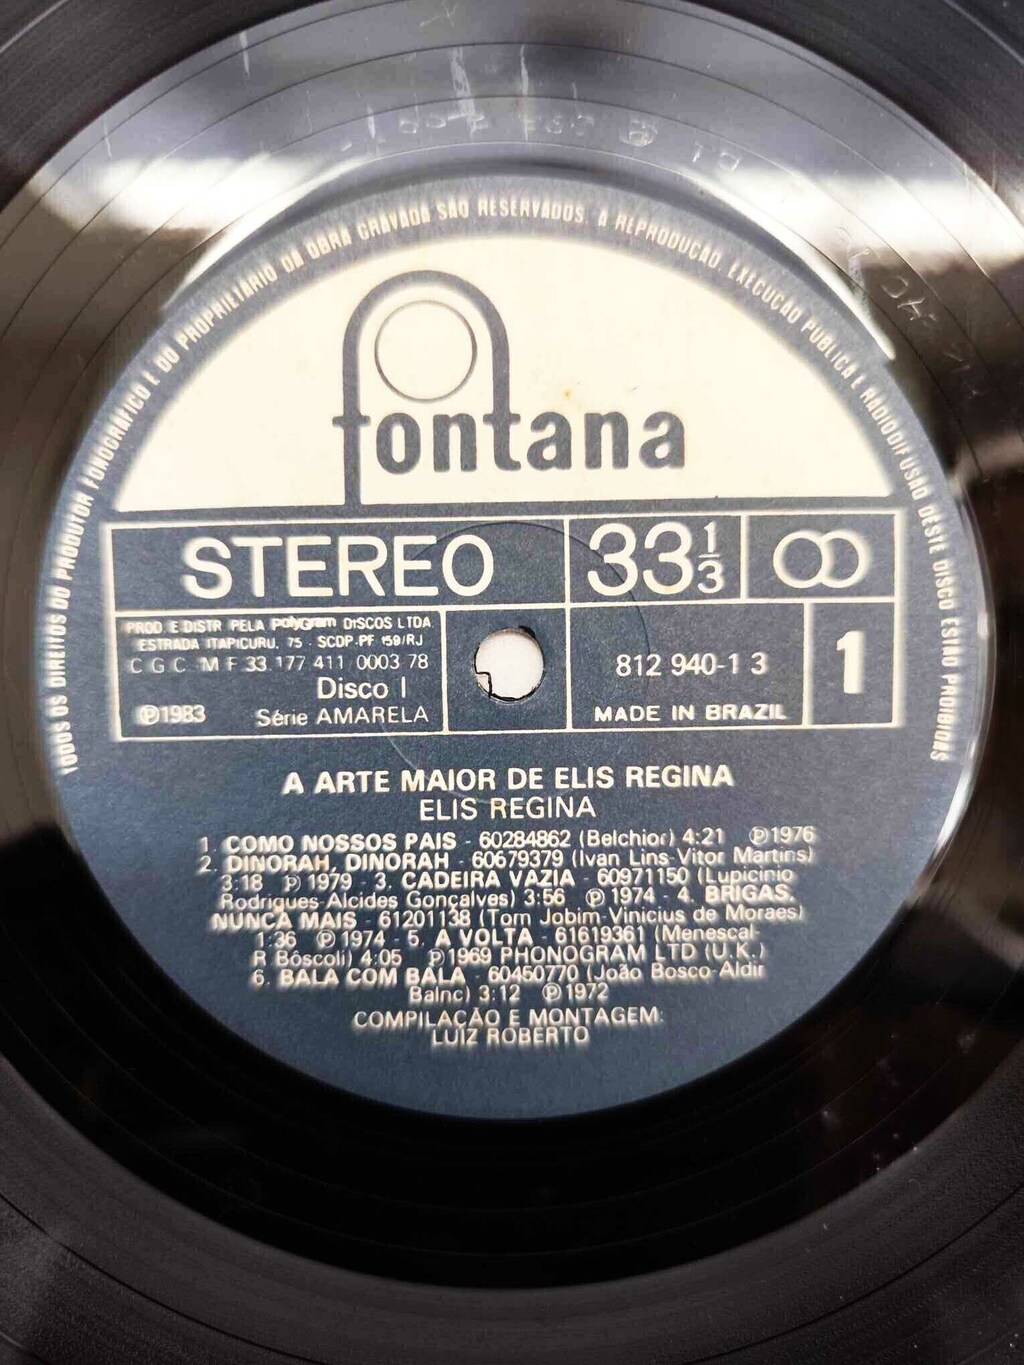 TODOS OS DIREITOS DO PRODUTOR FONOGRÁFICO E DO PROPRIETÁRIO DA OBRA GRAVADA SÃO RESERVADOS. A REPRODUÇÃO, EXECUÇÃO PÚBLICA E RADIODIFUSÃO DESTE DISCO ESTÃO PROIBIDAS
fontana
STEREO
33 1/3
PROD. E DISTR PELA PolyGram DISCOS LTDA
ESTRADA ITAPICURU, 75 - SCDP-PF 159/RJ
C G C M F 33.177 411 0003 78
Disco I
℗1983 Série AMARELA
812 940-1 3
MADE IN BRAZIL
1
A ARTE MAIOR DE ELIS REGINA
ELIS REGINA
1. COMO NOSSOS PAIS - 60284862 (Belchior) 4:21 ℗1976
2. DINORAH, DINORAH - 60679379 (Ivan Lins-Vitor Martins)
3:18 ℗ 1979 - 3. CADEIRA VAZIA - 60971150 (Lupicinio
Rodrigues-Alcides Gonçalves) 3:56 ℗ 1974 - 4. BRIGAS,
NUNCA MAIS - 61201138 (Tom Jobim-Vinicius de Moraes)
1:36 ℗ 1974 - 5. A VOLTA - 61619361 (Menescal-
R Bôscoli) 4:05 ℗1969 PHONOGRAM LTD (U.K.)
6. BALA COM BALA - 60450770 (João Bosco-Aldir
Balnc) 3:12 ℗ 1972
COMPILAÇÃO E MONTAGEM:
LUIZ ROBERTO